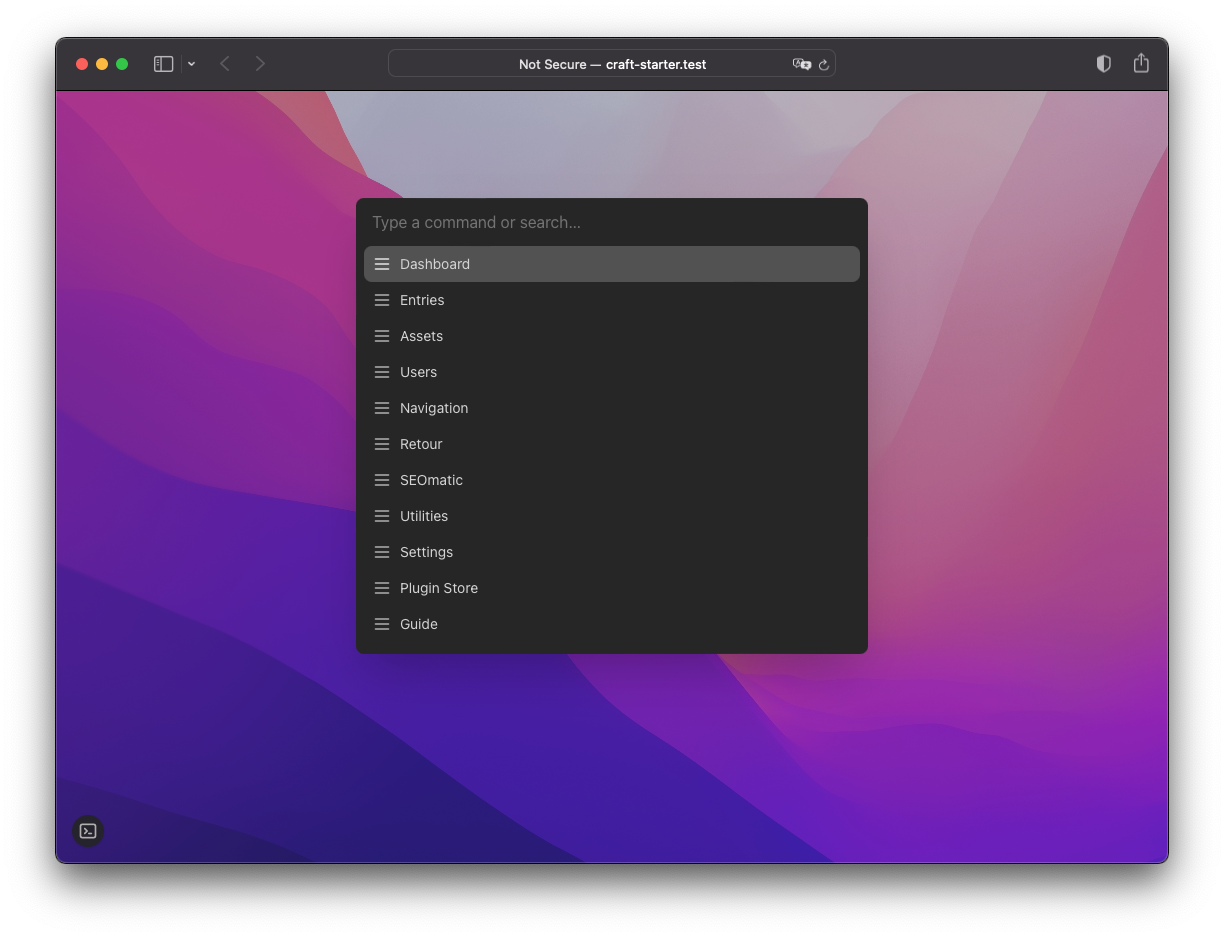 Not Secure — craft-starter.test
Type a command or search...
Dashboard
Entries
Assets
Users
Navigation
Retour
SEOmatic
Utilities
Settings
Plugin Store
Guide